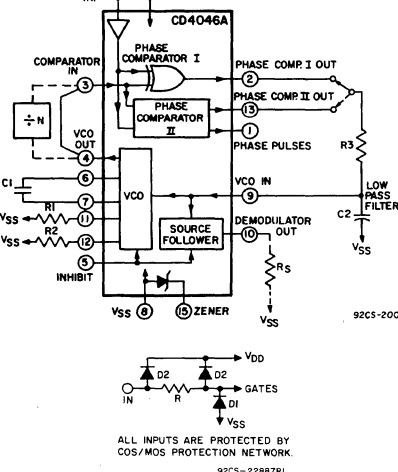 CD4046A
PHASE
COMPARATOR I
COMPARATOR
IN
3
PHASE COMP. I OUT
2
PHASE COMP. II OUT
13
PHASE
COMPARATOR
II
÷N
1
PHASE PULSES
VCO
OUT
4
R3
6
C1
7
VCO
VCO IN
9
LOW
PASS
FILTER
R1
VSS
11
C2
DEMODULATOR
OUT
10
SOURCE
FOLLOWER
R2
VSS
12
VSS
5
INHIBIT
RS
VSS
8
15
ZENER
VSS
92CS-200
VDD
D2
D2
IN
R
GATES
D1
VSS
ALL INPUTS ARE PROTECTED BY
COS/MOS PROTECTION NETWORK.
92CS-22887R1